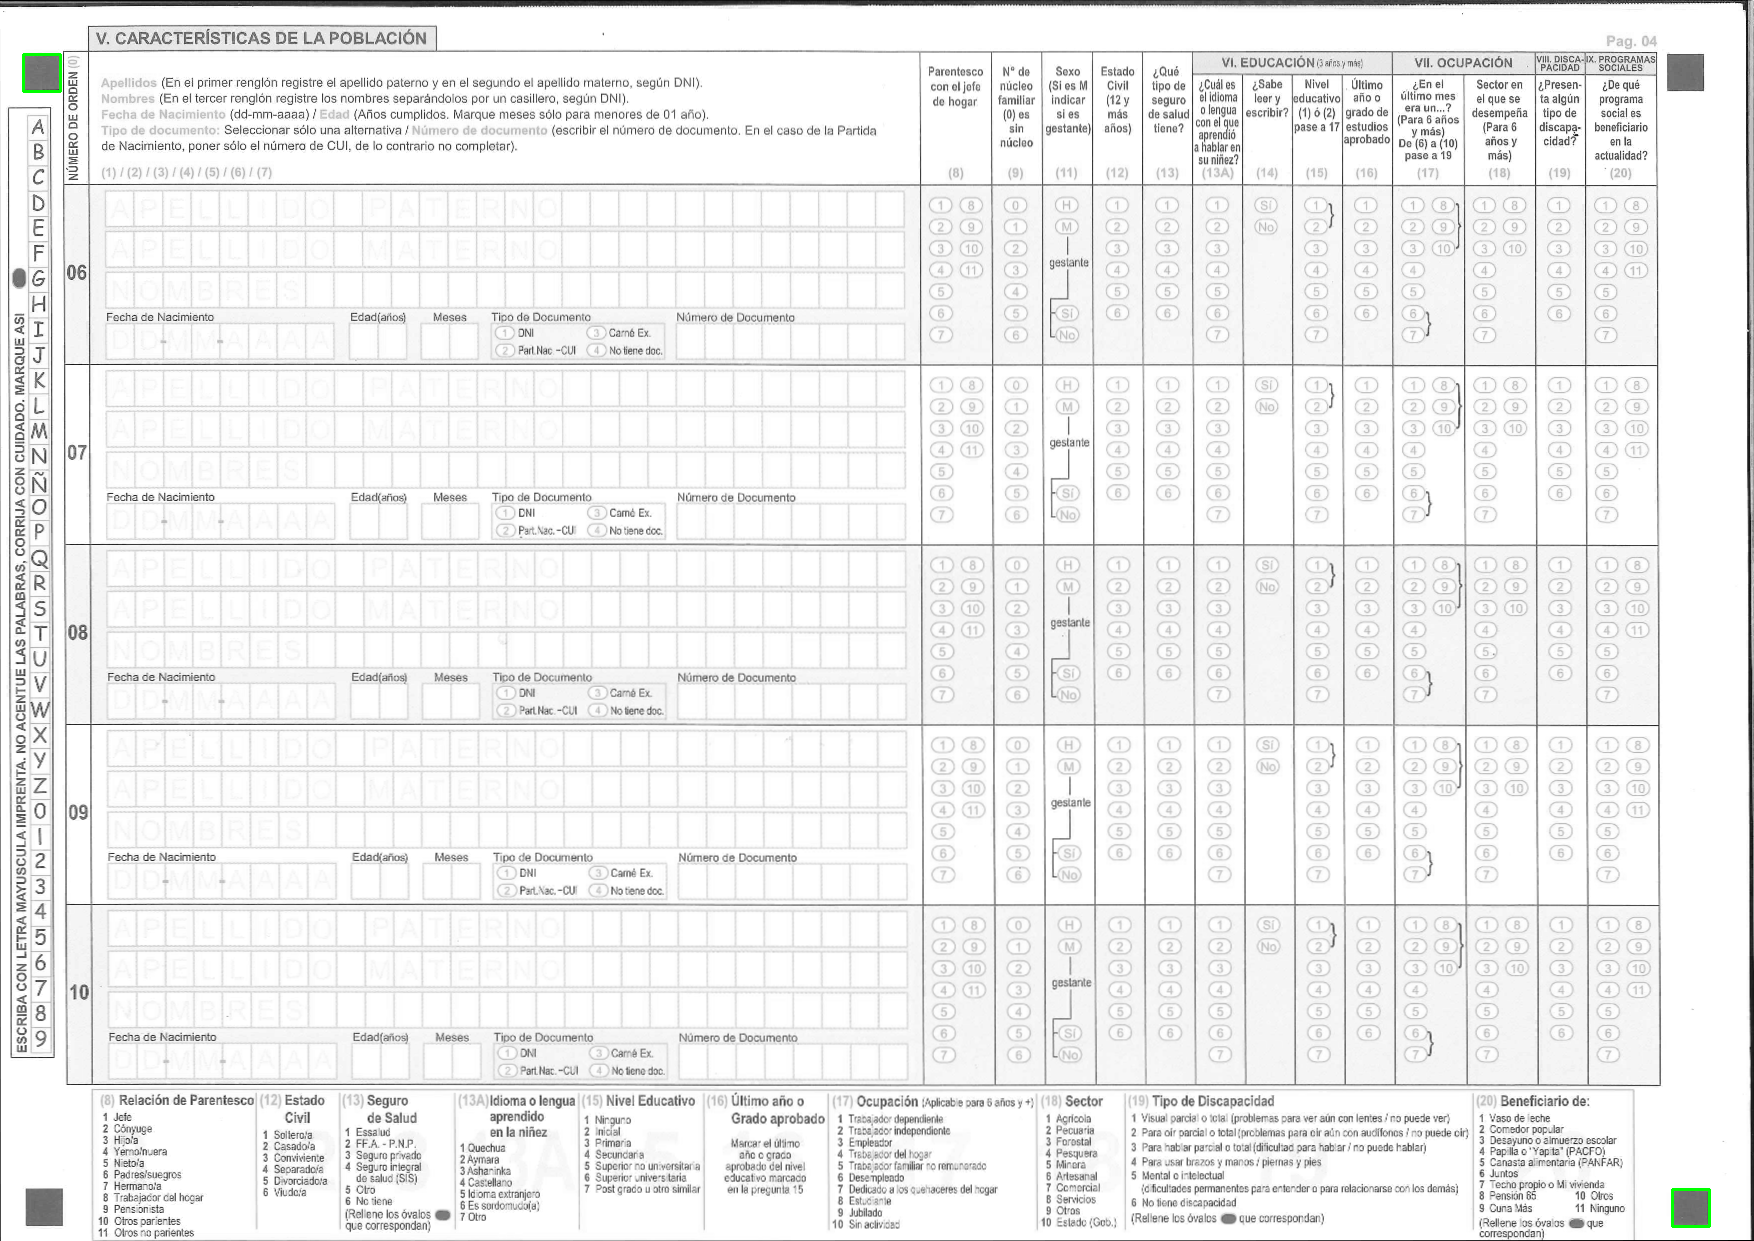 V. CARACTERÍSTICAS DE LA POBLACIÓN
Pag. 04
NÚMERO DE ORDEN (0)
Apellidos (En el primer renglón registre el apellido paterno y en el segundo el apellido materno, según DNI).
Nombres (En el tercer renglón registre los nombres separándolos por un casillero, según DNI).
Fecha de Nacimiento (dd-mm-aaaa) / Edad (Años cumplidos. Marque meses sólo para menores de 01 año).
Tipo de documento: Seleccionar sólo una alternativa / Número de documento (escribir el número de documento. En el caso de la Partida
de Nacimiento, poner sólo el número de CUI, de lo contrario no completar).
(1) / (2) / (3) / (4) / (5) / (6) / (7)
Parentesco con el jefe de hogar (8)
N° de núcleo familiar (0) es sin núcleo (9)
Sexo (Si es M indicar si es gestante) (11)
Estado Civil (12 y más años) (12)
¿Qué tipo de seguro de salud tiene? (13)
VI. EDUCACIÓN (3 años y más)
¿Cuál es el idioma o lengua con el que aprendió a hablar en su niñez? (13A)
¿Sabe leer y escribir? (14)
Nivel educativo (1) ó (2) pase a 17 (15)
Último año o grado de estudios aprobado (16)
VII. OCUPACIÓN
¿En el último mes era un...? (Para 6 años y más) De (6) a (10) pase a 19 (17)
Sector en el que se desempeña (Para 6 años y más) (18)
VIII. DISCA-PACIDAD
¿Presen-ta algún tipo de discapa-cidad? (19)
IX. PROGRAMAS SOCIALES
¿De qué programa social es beneficiario en la actualidad? (20)
ESCRIBA CON LETRA MAYUSCULA IMPRENTA. NO ACENTUE LAS PALABRAS. CORRIJA CON CUIDADO. MARQUE ASI
A B C D E F G H I J K L M N Ñ O P Q R S T U V W X Y Z 0 1 2 3 4 5 6 7 8 9
06
APELLIDO PATERNO
APELLIDO MATERNO
NOMBRES
Fecha de Nacimiento Edad(años) Meses Tipo de Documento Número de Documento
DD-MM-AAAA 1 DNI 3 Carné Ex.
2 Part.Nac.-CUI 4 No tiene doc.
1 2 3 4 5 6 7 8 9 10 11
0 1 2 3 4 5 6
H M gestante Sí No
1 2 3 4 5 6
1 2 3 4 5 6
1 2 3 4 5 6 7
Sí No
1 2 3 4 5 6 7
1 2 3 4 5 6
1 2 3 4 5 6 7 8 9 10
1 2 3 4 5 6 7 8 9 10
1 2 3 4 5 6
1 2 3 4 5 6 7 8 9 10 11
07
APELLIDO PATERNO
APELLIDO MATERNO
NOMBRES
Fecha de Nacimiento Edad(años) Meses Tipo de Documento Número de Documento
DD-MM-AAAA 1 DNI 3 Carné Ex.
2 Part.Nac.-CUI 4 No tiene doc.
gestante
08
APELLIDO PATERNO
APELLIDO MATERNO
NOMBRES
Fecha de Nacimiento Edad(años) Meses Tipo de Documento Número de Documento
DD-MM-AAAA 1 DNI 3 Carné Ex.
2 Part.Nac.-CUI 4 No tiene doc.
gestante
09
APELLIDO PATERNO
APELLIDO MATERNO
NOMBRES
Fecha de Nacimiento Edad(años) Meses Tipo de Documento Número de Documento
DD-MM-AAAA 1 DNI 3 Carné Ex.
2 Part.Nac.-CUI 4 No tiene doc.
gestante
10
APELLIDO PATERNO
APELLIDO MATERNO
NOMBRES
Fecha de Nacimiento Edad(años) Meses Tipo de Documento Número de Documento
DD-MM-AAAA 1 DNI 3 Carné Ex.
2 Part.Nac.-CUI 4 No tiene doc.
gestante
(8) Relación de Parentesco
1 Jefe
2 Cónyuge
3 Hijo/a
4 Yerno/nuera
5 Nieto/a
6 Padres/suegros
7 Hermano/a
8 Trabajador del hogar
9 Pensionista
10 Otros parientes
11 Otros no parientes
(12) Estado
Civil
1 Soltero/a
2 Casado/a
3 Conviviente
4 Separado/a
5 Divorciado/a
6 Viudo/a
(13) Seguro
de Salud
1 Essalud
2 FF.A. - P.N.P.
3 Seguro privado
4 Seguro integral
de salud (SIS)
5 Otro
6 No tiene
(Rellene los óvalos
que correspondan)
(13A) Idioma o lengua
aprendido
en la niñez
1 Quechua
2 Aymara
3 Ashaninka
4 Castellano
5 Idioma extranjero
6 Es sordomudo(a)
7 Otro
(15) Nivel Educativo
1 Ninguno
2 Inicial
3 Primaria
4 Secundaria
5 Superior no universitaria
6 Superior universitaria
7 Post grado u otro similar
(16) Último año o
Grado aprobado
Marcar el último
año o grado
aprobado del nivel
educativo marcado
en la pregunta 15
(17) Ocupación (Aplicable para 6 años y +)
1 Trabajador dependiente
2 Trabajador independiente
3 Empleador
4 Trabajador del hogar
5 Trabajador familiar no remunerado
6 Desempleado
7 Dedicado a los quehaceres del hogar
8 Estudiante
9 Jubilado
10 Sin actividad
(18) Sector
1 Agrícola
2 Pecuaria
3 Forestal
4 Pesquera
5 Minera
6 Artesanal
7 Comercial
8 Servicios
9 Otros
10 Estado (Gob.)
(19) Tipo de Discapacidad
1 Visual parcial o total (problemas para ver aún con lentes / no puede ver)
2 Para oir parcial o total (problemas para oir aún con audífonos / no puede oir)
3 Para hablar parcial o total (dificultad para hablar / no puede hablar)
4 Para usar brazos y manos / piernas y pies
5 Mental o intelectual
(dificultades permanentes para entender o para relacionarse con los demás)
6 No tiene discapacidad
(Rellene los óvalos que correspondan)
(20) Beneficiario de:
1 Vaso de leche
2 Comedor popular
3 Desayuno o almuerzo escolar
4 Papilla o "Yapita" (PACFO)
5 Canasta alimentaria (PANFAR)
6 Juntos
7 Techo propio o Mi vivienda
8 Pensión 65 10 Otros
9 Cuna Más 11 Ninguno
(Rellene los óvalos que
correspondan)